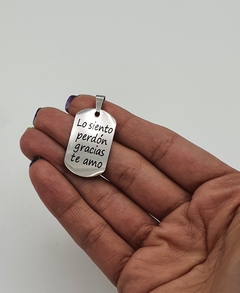 Lo siento
perdón
gracias
te amo